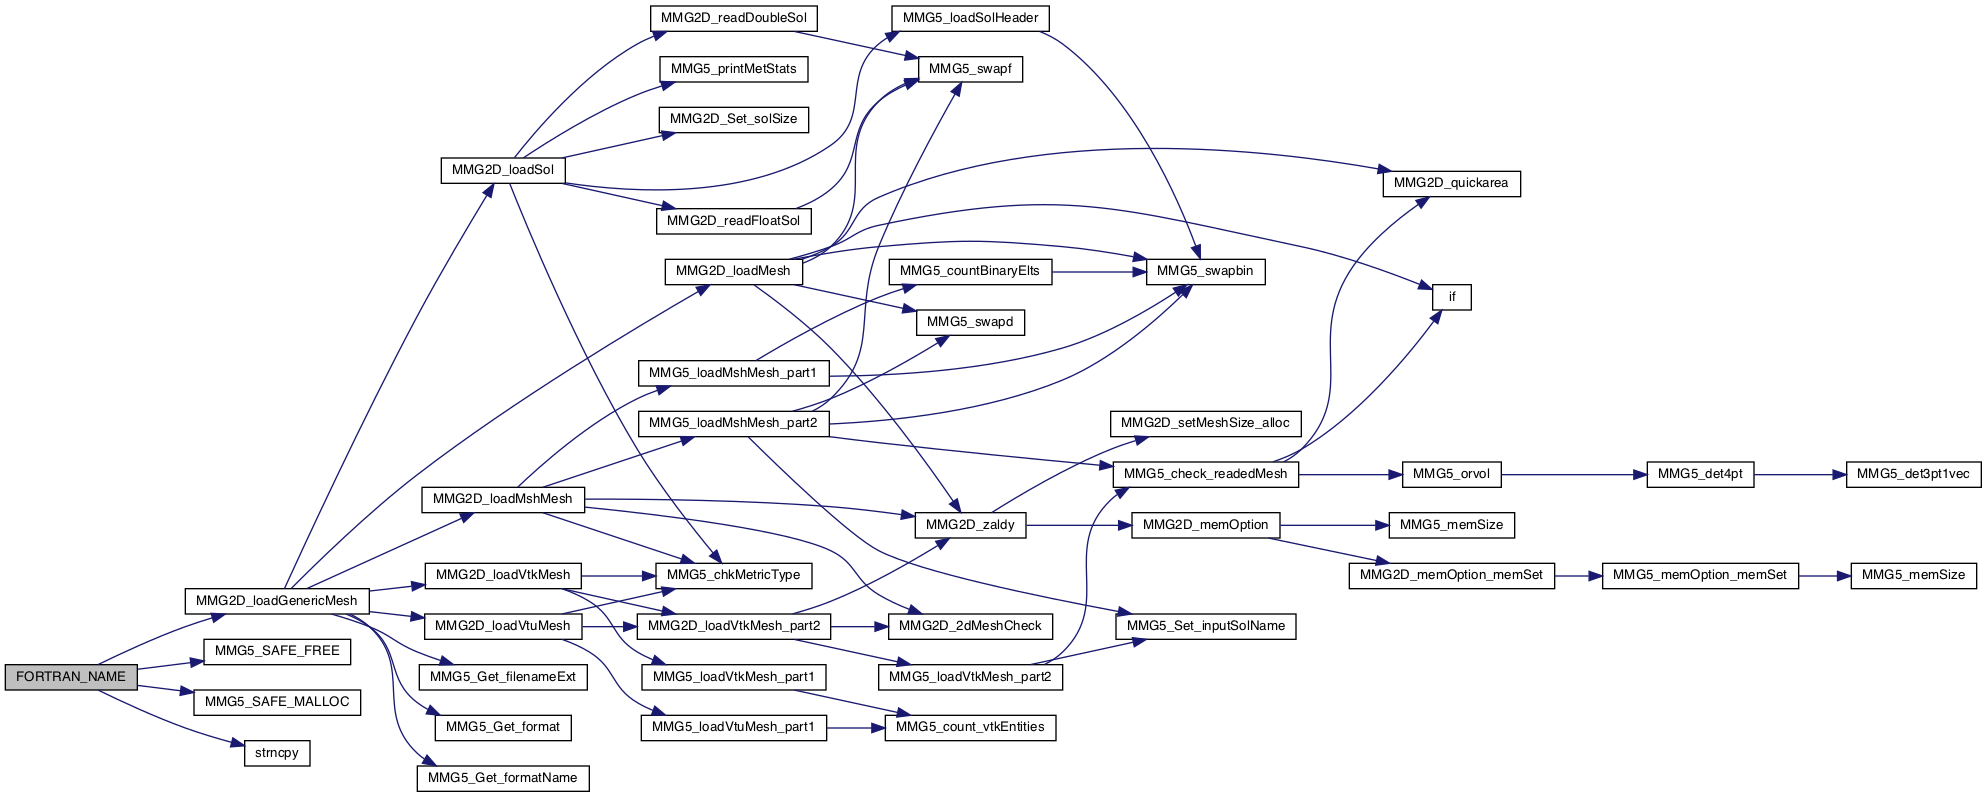 MMG2D_readDoubleSol
MMG5_loadSolHeader
MMG5_printMetStats
MMG5_swapf
MMG2D_Set_solSize
MMG2D_loadSol
MMG2D_quickarea
MMG2D_readFloatSol
MMG2D_loadMesh
MMG5_countBinaryElts
MMG5_swapbin
if
MMG5_swapd
MMG5_loadMshMesh_part1
MMG5_loadMshMesh_part2
MMG2D_setMeshSize_alloc
MMG5_check_readedMesh
MMG5_orvol
MMG5_det4pt
MMG5_det3pt1vec
MMG2D_loadMshMesh
MMG2D_zaldy
MMG2D_memOption
MMG5_memSize
MMG2D_loadVtkMesh
MMG5_chkMetricType
MMG2D_memOption_memSet
MMG5_memOption_memSet
MMG5_memSize
MMG2D_loadGenericMesh
MMG2D_loadVtuMesh
MMG2D_loadVtkMesh_part2
MMG2D_2dMeshCheck
MMG5_Set_inputSolName
MMG5_SAFE_FREE
FORTRAN_NAME
MMG5_Get_filenameExt
MMG5_loadVtkMesh_part1
MMG5_loadVtkMesh_part2
MMG5_SAFE_MALLOC
MMG5_Get_format
MMG5_loadVtuMesh_part1
MMG5_count_vtkEntities
strncpy
MMG5_Get_formatName